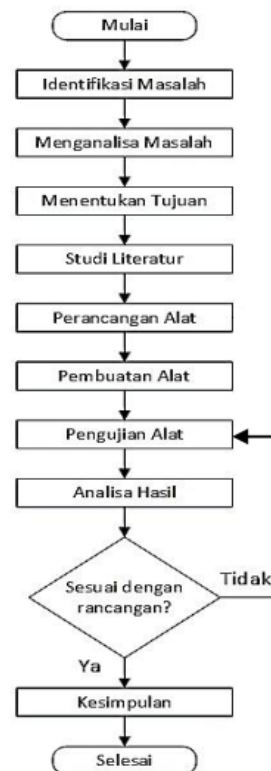 Mulai
Identifikasi Masalah
Menganalisa Masalah
Menentukan Tujuan
Studi Literatur
Perancangan Alat
Pembuatan Alat
Pengujian Alat
Analisa Hasil
Sesuai dengan
rancangan?
Tidak
Ya
Kesimpulan
Selesai